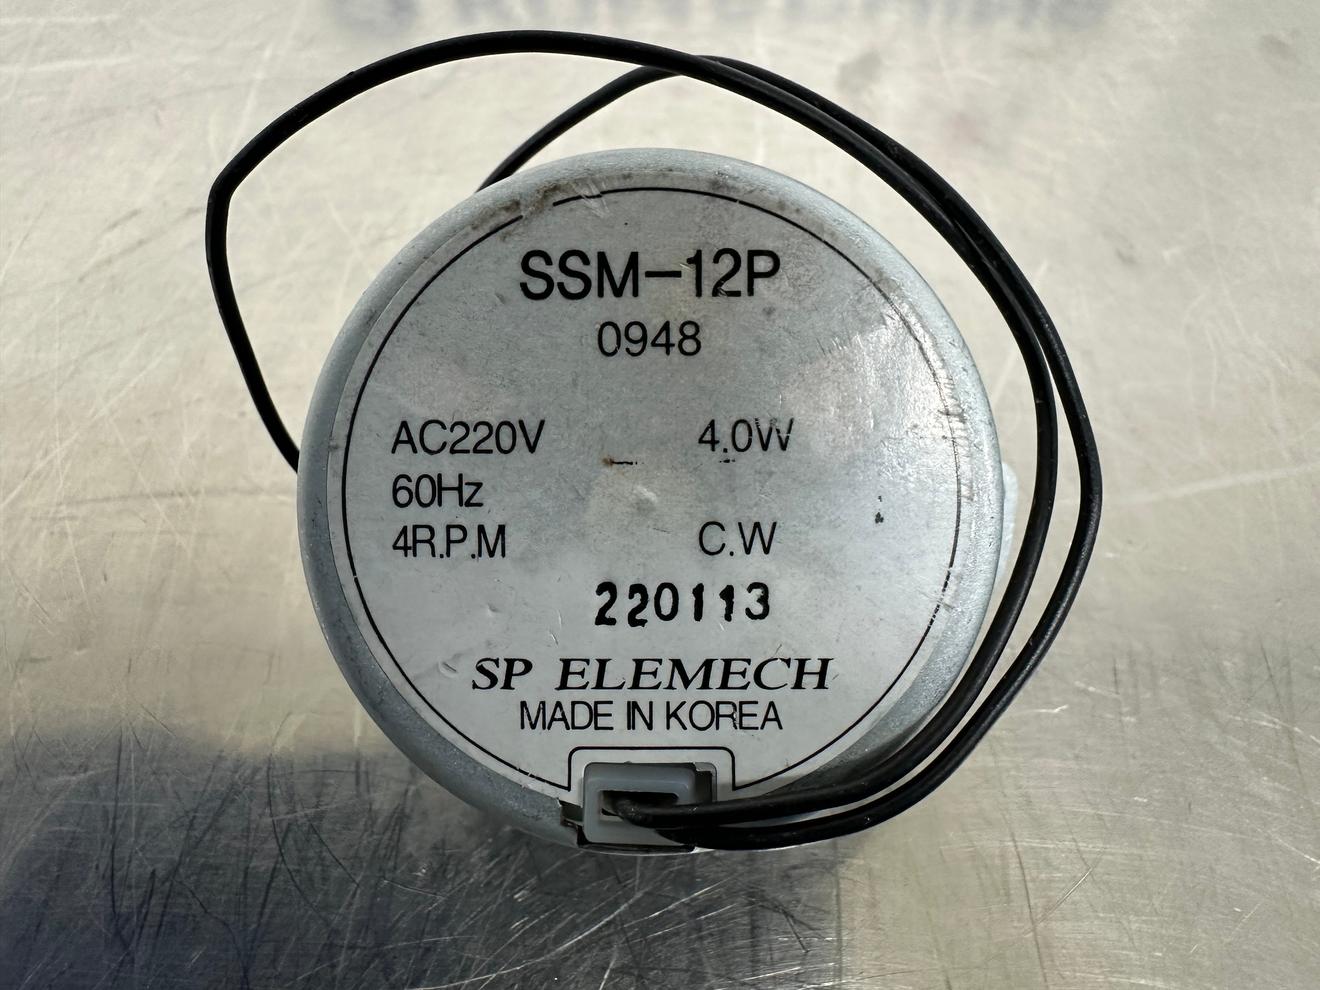 SSM-12P
0948
AC220V 4.0W
60Hz
4R.P.M C.W
220113
SP ELEMECH
MADE IN KOREA